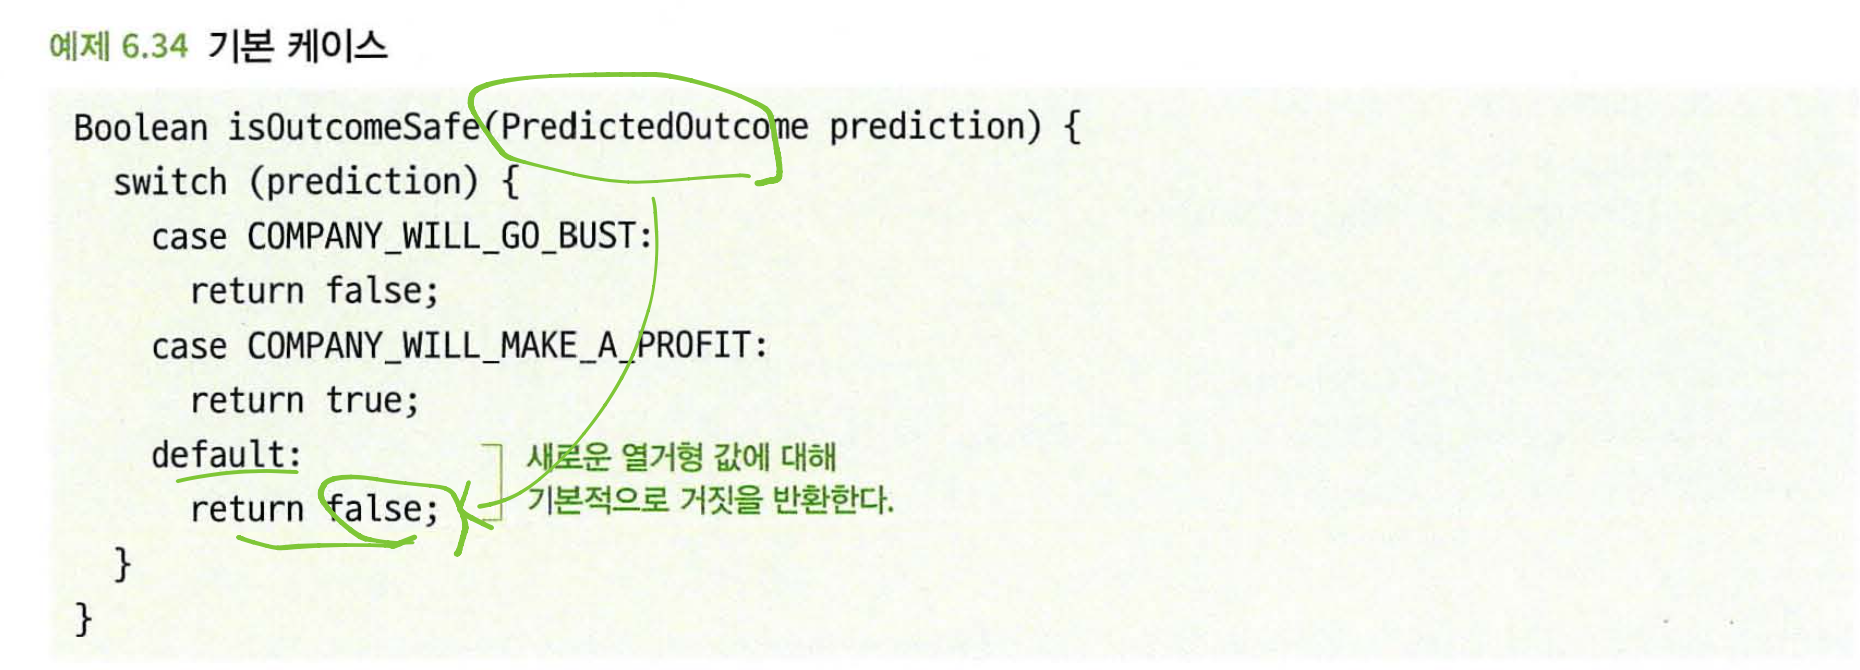 예제 6.34 기본 케이스
Boolean isOutcomeSafe(PredictedOutcome prediction) {
  switch (prediction) {
    case COMPANY_WILL_GO_BUST:
      return false;
    case COMPANY_WILL_MAKE_A_PROFIT:
      return true;
    default:
      return false;
새로운 열거형 값에 대해
기본적으로 거짓을 반환한다.
  }
}